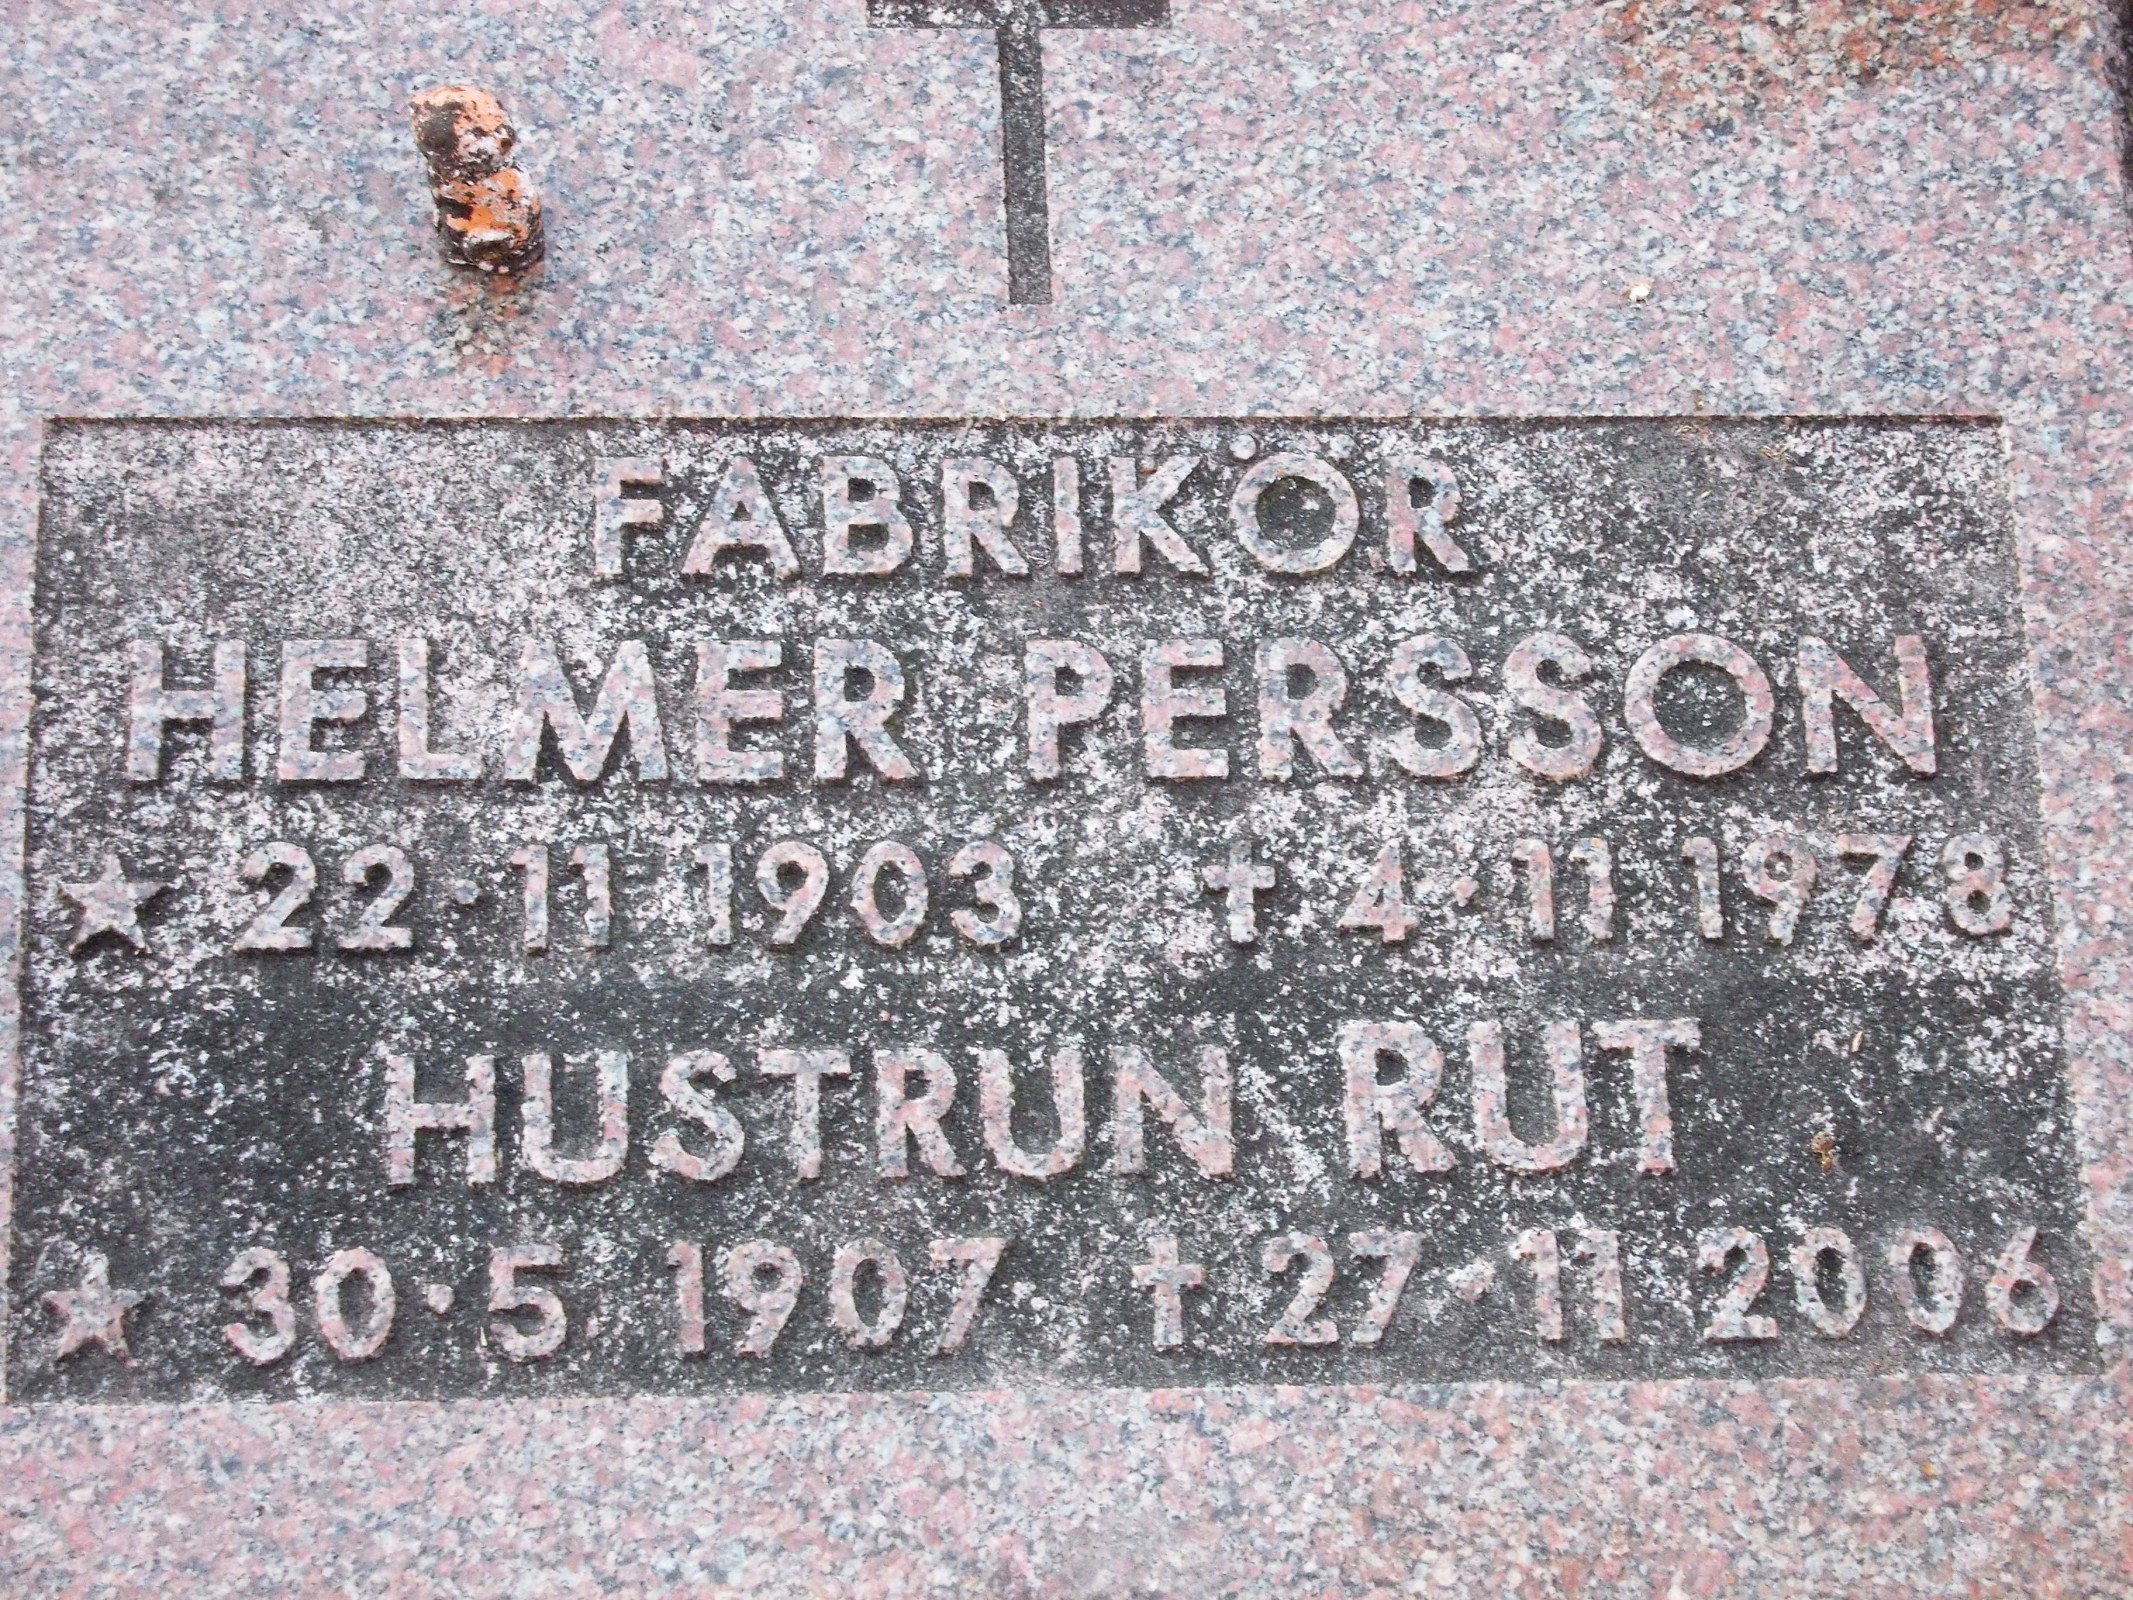 FABRIKÖR
HELMER PERSSON
★ 22·11 1903 † 4·11 1978
HUSTRUN RUT
★ 30·5 1907 † 27·11 2006